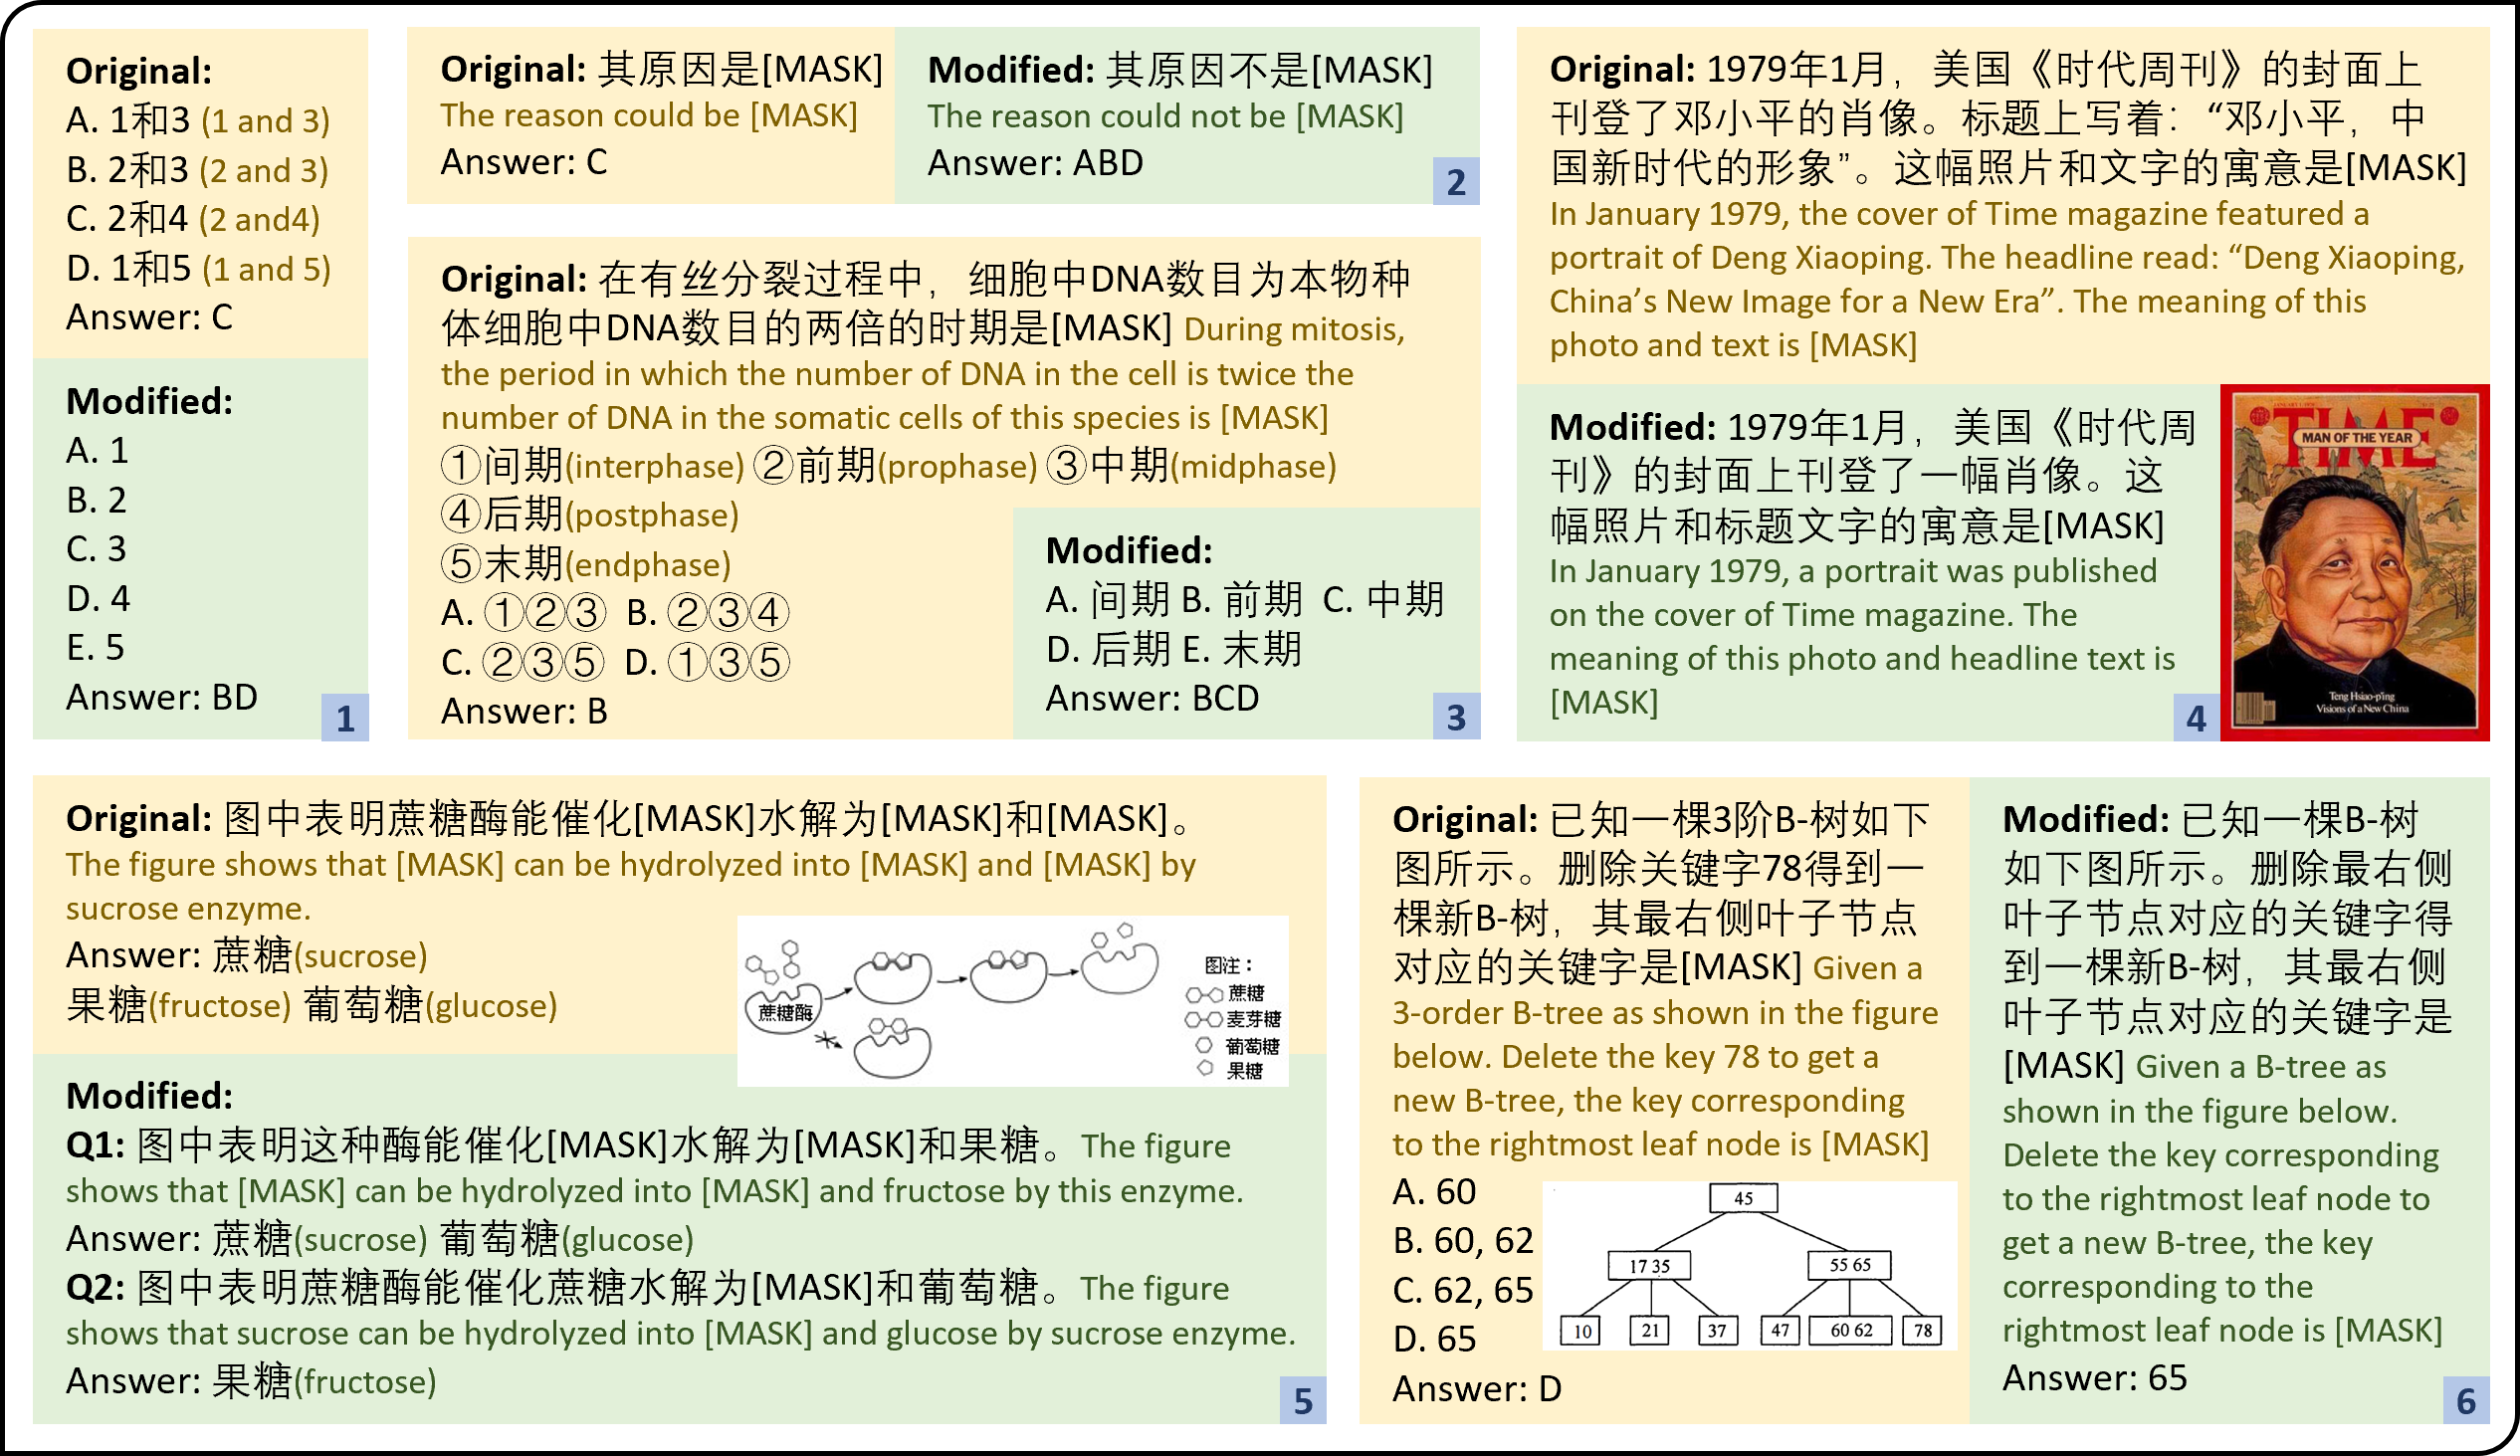 Original:
A. 1和3 (1 and 3)
B. 2和3 (2 and 3)
C. 2和4 (2 and4)
D. 1和5 (1 and 5)
Answer: C
Modified:
A. 1
B. 2
C. 3
D. 4
E. 5
Answer: BD
1
Original: 其原因是[MASK]
The reason could be [MASK]
Answer: C
Modified: 其原因不是[MASK]
The reason could not be [MASK]
Answer: ABD
2
Original: 在有丝分裂过程中，细胞中DNA数目为本物种
体细胞中DNA数目的两倍的时期是[MASK] During mitosis,
the period in which the number of DNA in the cell is twice the
number of DNA in the somatic cells of this species is [MASK]
①间期(interphase) ②前期(prophase) ③中期(midphase)
④后期(postphase)
⑤末期(endphase)
A. ①②③ B. ②③④
C. ②③⑤ D. ①③⑤
Answer: B
Modified:
A. 间期 B. 前期 C. 中期
D. 后期 E. 末期
Answer: BCD
3
Original: 1979年1月，美国《时代周刊》的封面上
刊登了邓小平的肖像。标题上写着：“邓小平，中
国新时代的形象”。这幅照片和文字的寓意是[MASK]
In January 1979, the cover of Time magazine featured a
portrait of Deng Xiaoping. The headline read: “Deng Xiaoping,
China’s New Image for a New Era”. The meaning of this
photo and text is [MASK]
Modified: 1979年1月，美国《时代周
刊》的封面上刊登了一幅肖像。这
幅照片和标题文字的寓意是[MASK]
In January 1979, a portrait was published
on the cover of Time magazine. The
meaning of this photo and headline text is
[MASK]
4
TIME
MAN OF THE YEAR
Teng Hsiao-p'ing
Visions of a New China
Original: 图中表明蔗糖酶能催化[MASK]水解为[MASK]和[MASK]。
The figure shows that [MASK] can be hydrolyzed into [MASK] and [MASK] by
sucrose enzyme.
Answer: 蔗糖(sucrose)
果糖(fructose) 葡萄糖(glucose)
蔗糖酶
图注：
蔗糖
麦芽糖
葡萄糖
果糖
Modified:
Q1: 图中表明这种酶能催化[MASK]水解为[MASK]和果糖。The figure
shows that [MASK] can be hydrolyzed into [MASK] and fructose by this enzyme.
Answer: 蔗糖(sucrose) 葡萄糖(glucose)
Q2: 图中表明蔗糖酶能催化蔗糖水解为[MASK]和葡萄糖。The figure
shows that sucrose can be hydrolyzed into [MASK] and glucose by sucrose enzyme.
Answer: 果糖(fructose)
5
Original: 已知一棵3阶B-树如下
图所示。删除关键字78得到一
棵新B-树，其最右侧叶子节点
对应的关键字是[MASK] Given a
3-order B-tree as shown in the figure
below. Delete the key 78 to get a
new B-tree, the key corresponding
to the rightmost leaf node is [MASK]
A. 60
B. 60, 62
C. 62, 65
D. 65
Answer: D
45
17 35
55 65
10
21
37
47
60 62
78
Modified: 已知一棵B-树
如下图所示。删除最右侧
叶子节点对应的关键字得
到一棵新B-树，其最右侧
叶子节点对应的关键字是
[MASK] Given a B-tree as
shown in the figure below.
Delete the key corresponding
to the rightmost leaf node to
get a new B-tree, the key
corresponding to the
rightmost leaf node is [MASK]
Answer: 65
6